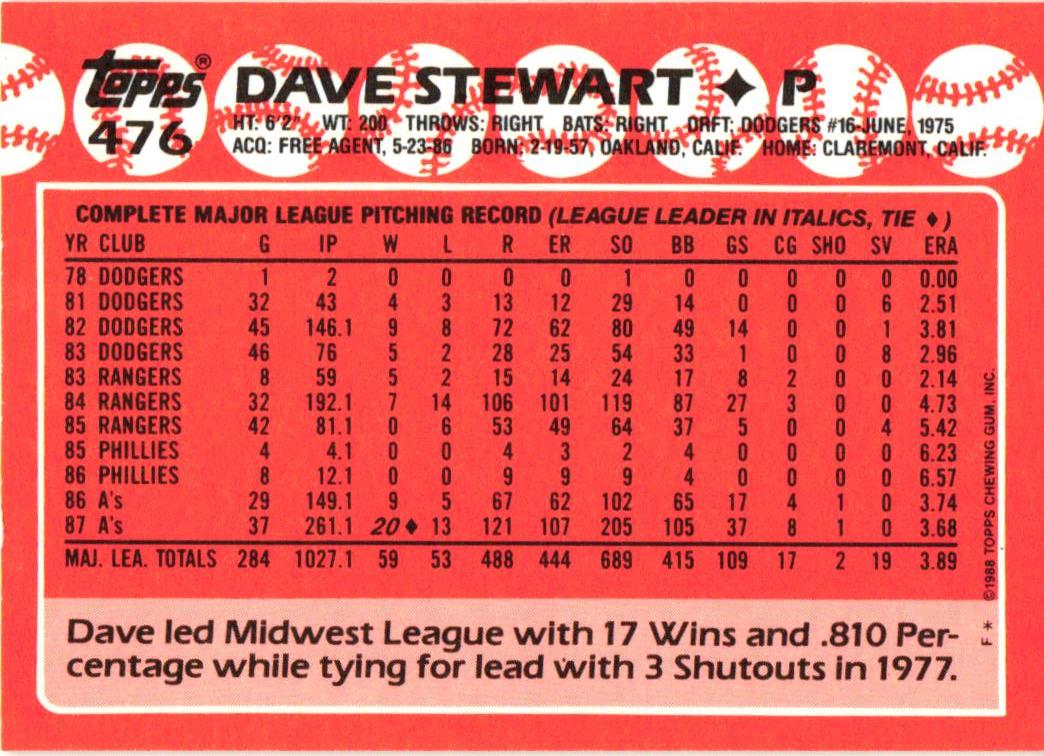 topps®
476
DAVE STEWART ✦ P
HT: 6'2" WT: 200 THROWS: RIGHT BATS: RIGHT DRFT: DODGERS #16-JUNE, 1975
ACQ: FREE AGENT, 5-23-86 BORN: 2-19-57, OAKLAND, CALIF. HOME: CLAREMONT, CALIF.
COMPLETE MAJOR LEAGUE PITCHING RECORD (LEAGUE LEADER IN ITALICS, TIE ♦)
YR CLUB G IP W L R ER SO BB GS CG SHO SV ERA
78 DODGERS 1 2 0 0 0 0 1 0 0 0 0 0 0.00
81 DODGERS 32 43 4 3 13 12 29 14 0 0 0 6 2.51
82 DODGERS 45 146.1 9 8 72 62 80 49 14 0 0 1 3.81
83 DODGERS 46 76 5 2 28 25 54 33 1 0 0 8 2.96
83 RANGERS 8 59 5 2 15 14 24 17 8 2 0 0 2.14
84 RANGERS 32 192.1 7 14 106 101 119 87 27 3 0 0 4.73
85 RANGERS 42 81.1 0 6 53 49 64 37 5 0 0 4 5.42
85 PHILLIES 4 4.1 0 0 4 3 2 4 0 0 0 0 6.23
86 PHILLIES 8 12.1 0 0 9 9 9 4 0 0 0 0 6.57
86 A's 29 149.1 9 5 67 62 102 65 17 4 1 0 3.74
87 A's 37 261.1 20♦ 13 121 107 205 105 37 8 1 0 3.68
MAJ. LEA. TOTALS 284 1027.1 59 53 488 444 689 415 109 17 2 19 3.89
Dave led Midwest League with 17 Wins and .810 Per-
centage while tying for lead with 3 Shutouts in 1977.
©1988 TOPPS CHEWING GUM, INC.
F *